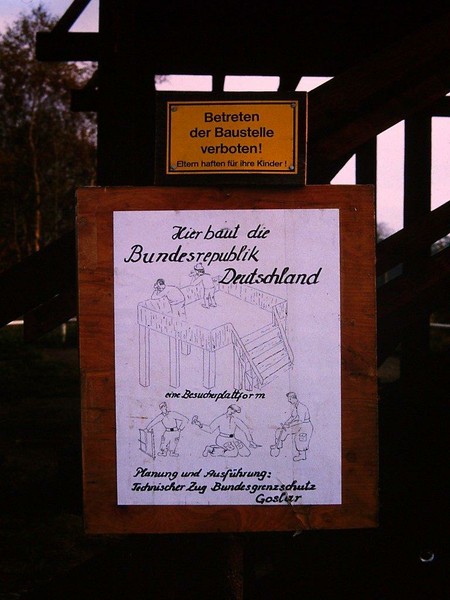 Betreten
der Baustelle
verboten!
Eltern haften für ihre Kinder!
Hier baut die
Bundesrepublik
Deutschland
eine Besucherplattform
Planung und Ausführung:
Technischer Zug Bundesgrenzschutz
Goslar